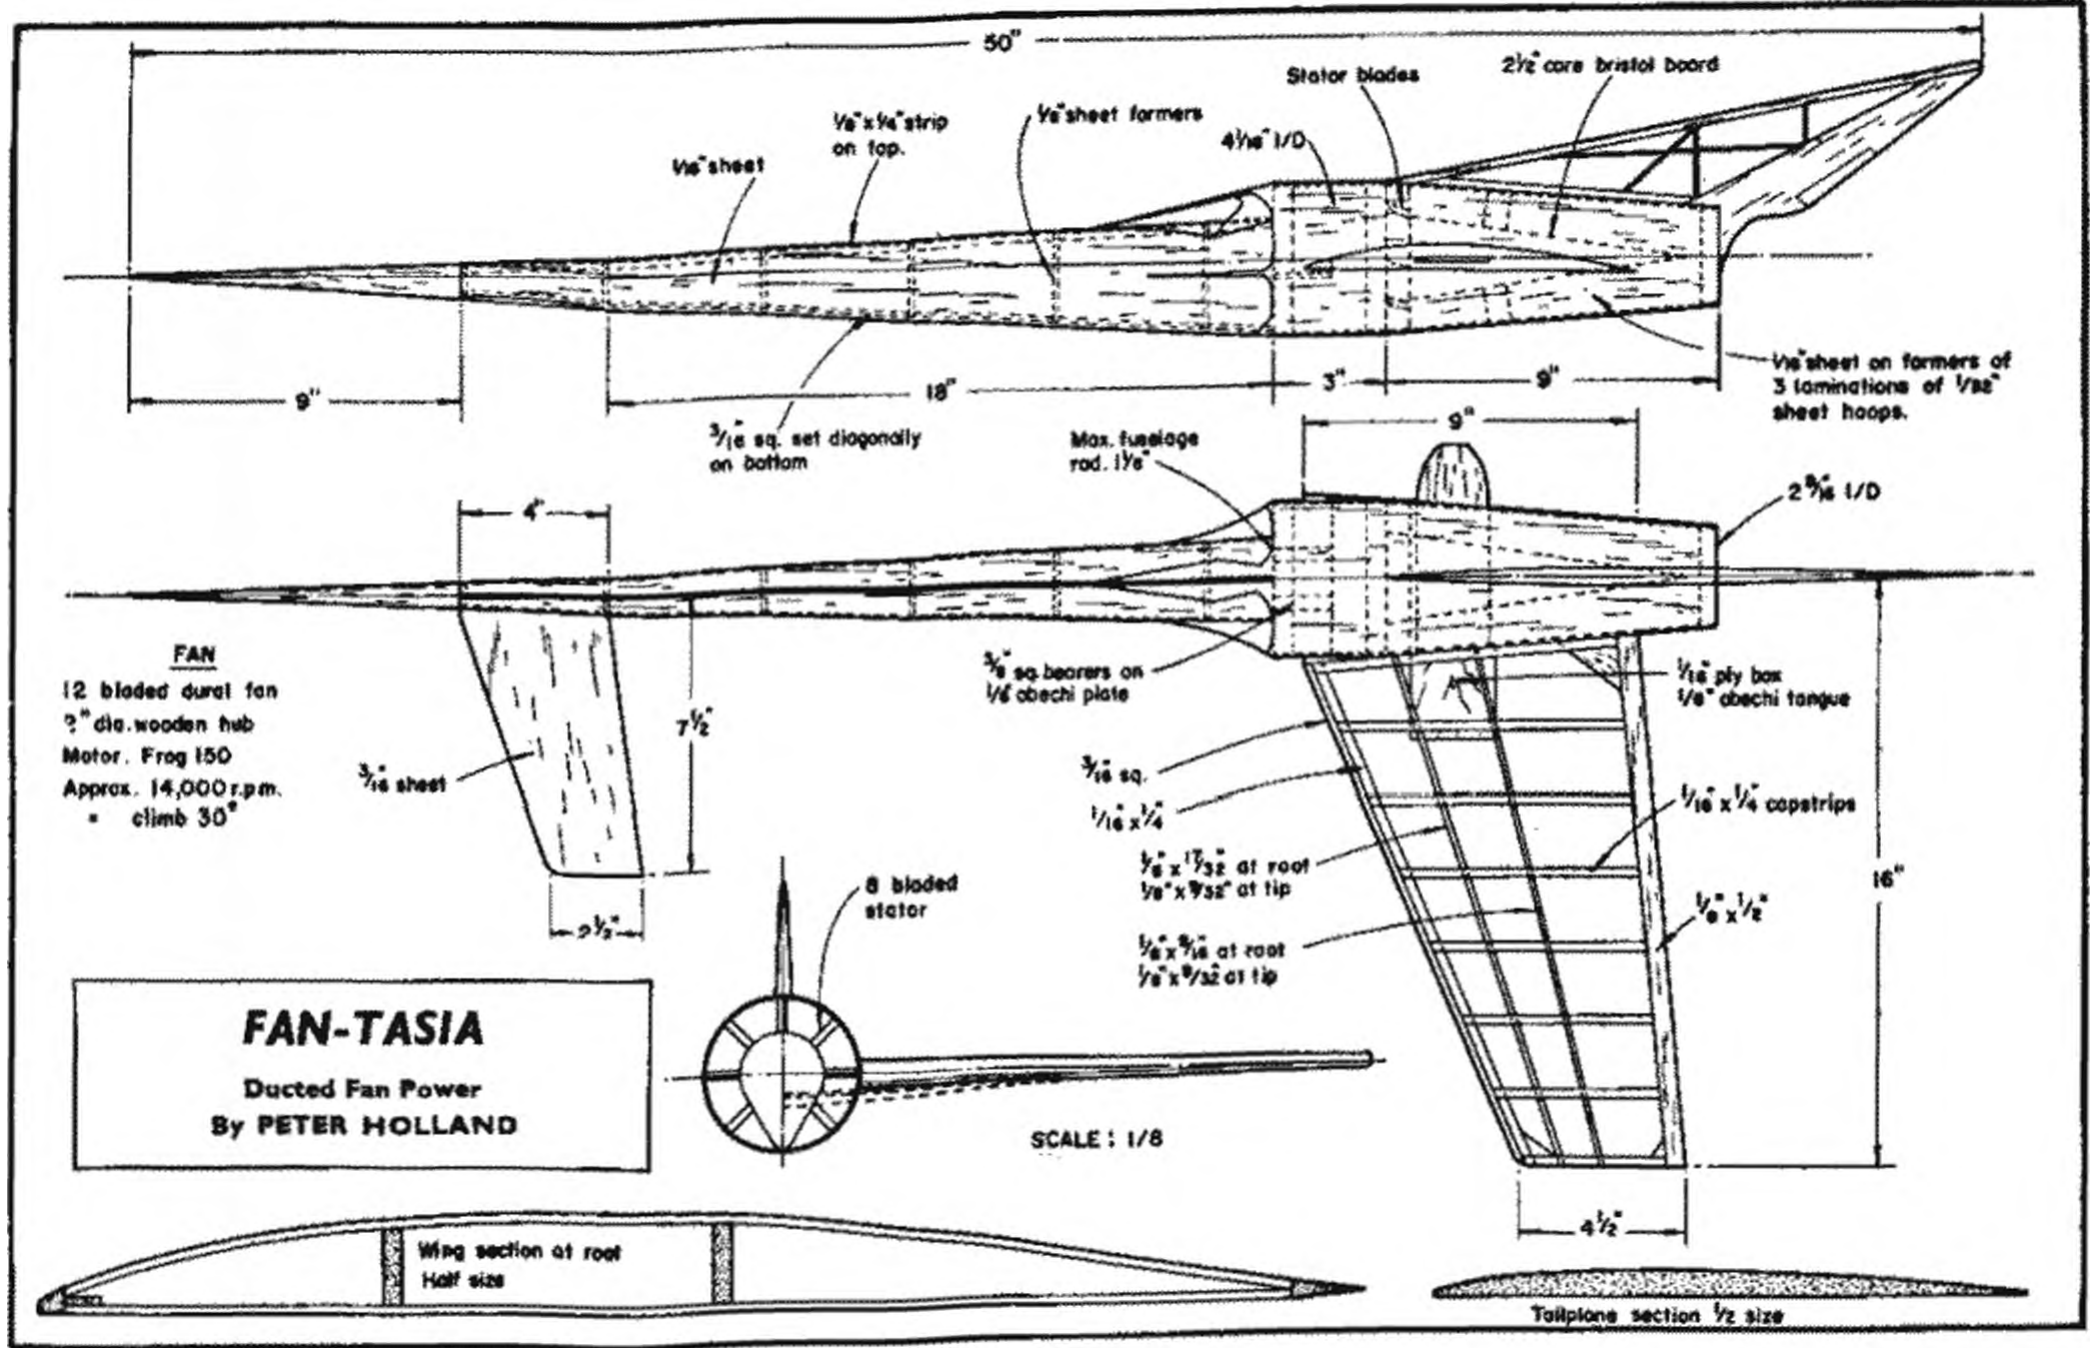 50"
Stator blades
2½" core bristol board
⅛" x ¼" strip
on top.
⅛" sheet formers
4 1/16" I/D
1/16" sheet
9"
18"
3"
9"
1/16" sheet on formers of
3 laminations of 1/32"
sheet hoops.
3/16" sq. set diagonally
on bottom
Max. fuselage
rad. 1⅛"
9"
4"
I/D
FAN
12 bladed dural fan
dia. wooden hub
Motor. Frog 150
Approx. 14,000 r.p.m.
" climb 30°
3/16" sheet
7½"
2½"
⅜" sq. bearers on
obechi plate
1/16" ply box
⅛" obechi tongue
3/16" sq.
1/16" x ¼"
1/16" x ¼" capstrips
⅛" x 17/32" at root
⅛" x 9/32" at tip
16"
⅛" x ½"
⅛" x 9/16" at root
⅛" x 9/32" at tip
8 bladed
stator
FAN-TASIA
Ducted Fan Power
By PETER HOLLAND
SCALE: 1/8
4½"
Wing section at root
Half size
Tailplane section ½ size